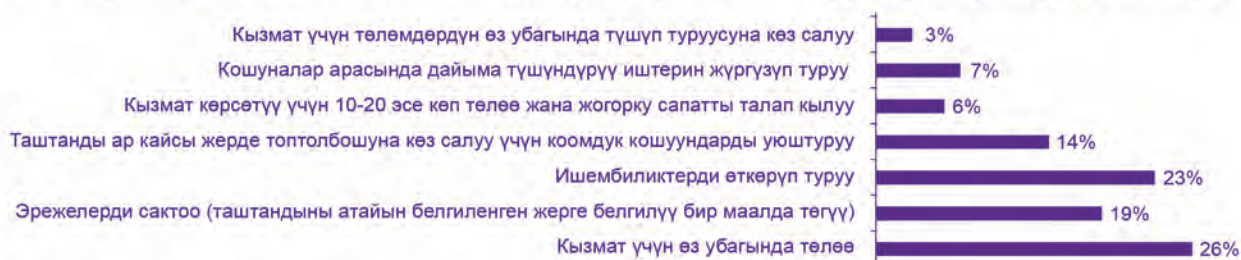 Кызмат үчүн төлөмдөрдүн өз убагында түшүп туруусуна көз салуу 3%
Кошуналар арасында дайыма түшүндүрүү иштерин жүргүзүп туруу 7%
Кызмат көрсөтүү үчүн 10-20 эсе көп төлөө жана жогорку сапатты талап кылуу 6%
Таштанды ар кайсы жерде топтолбошуна көз салуу үчүн коомдук кошуундарды уюштуруу 14%
Ишембиликтерди өткөрүп туруу 23%
Эрежелерди сактоо (таштандыны атайын белгиленген жерге белгилүү бир маалда төгүү) 19%
Кызмат үчүн өз убагында төлөө 26%